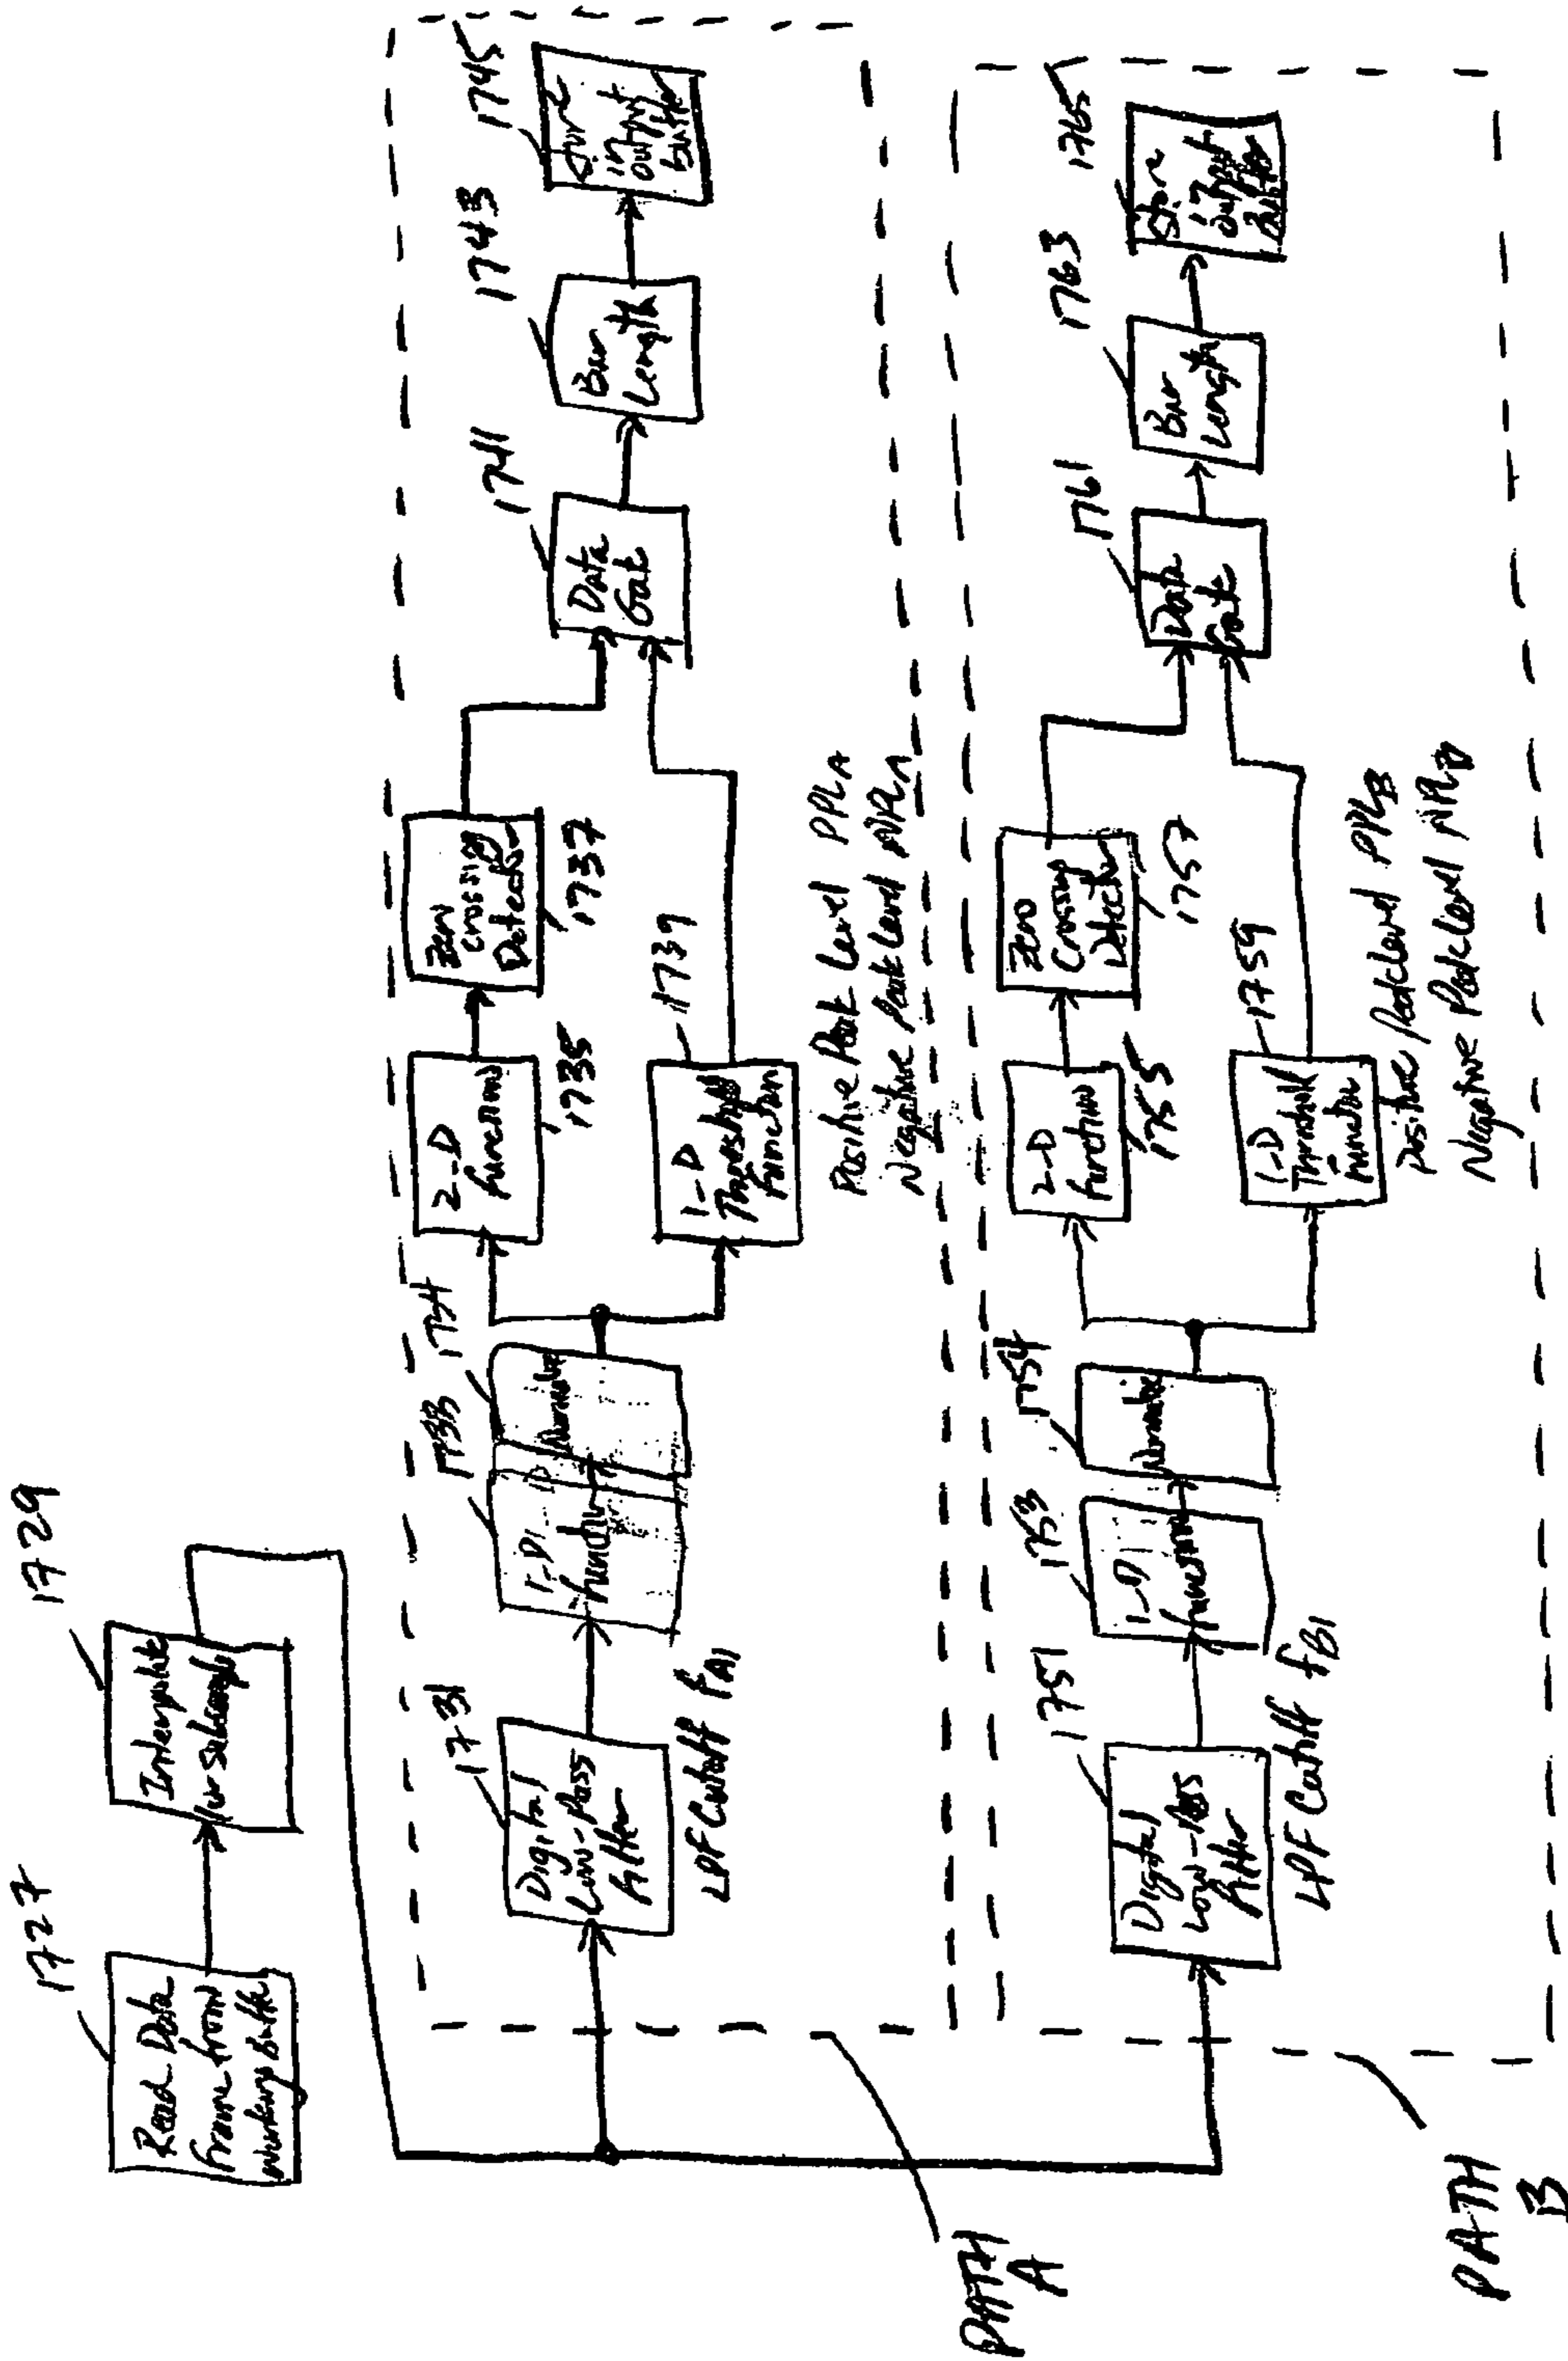 1727
Read Data
frame from
working Buffer
1729
Interpolate
/or subsample
1731
Digital
Low-Pass
filter
LPF Cutoff fA1
1733
1-D
function
1734
Normalize
2-D
function
1735
Zero
crossing
Detector
1737
1-D
Threshold
function
1739
Positive Peak Level PPLA
Negative Peak Level NPLA
1741
Data
Gate
1743
Bar
Length
1745
Store
in
output
buffer
PATH
A
1751
Digital
Low-Pass
filter
LPF Cutoff fB1
1753
1-D
function
1754
Normalize
2-D
function
1755
Zero
Crossing
Detector
1757
1-D
Threshold
function
1759
Positive Peak Level PPLB
Negative Peak Level NPLB
1761
Data
Gate
1763
Bar
Length
1765
Store
in
output
Buffer
PATH
B